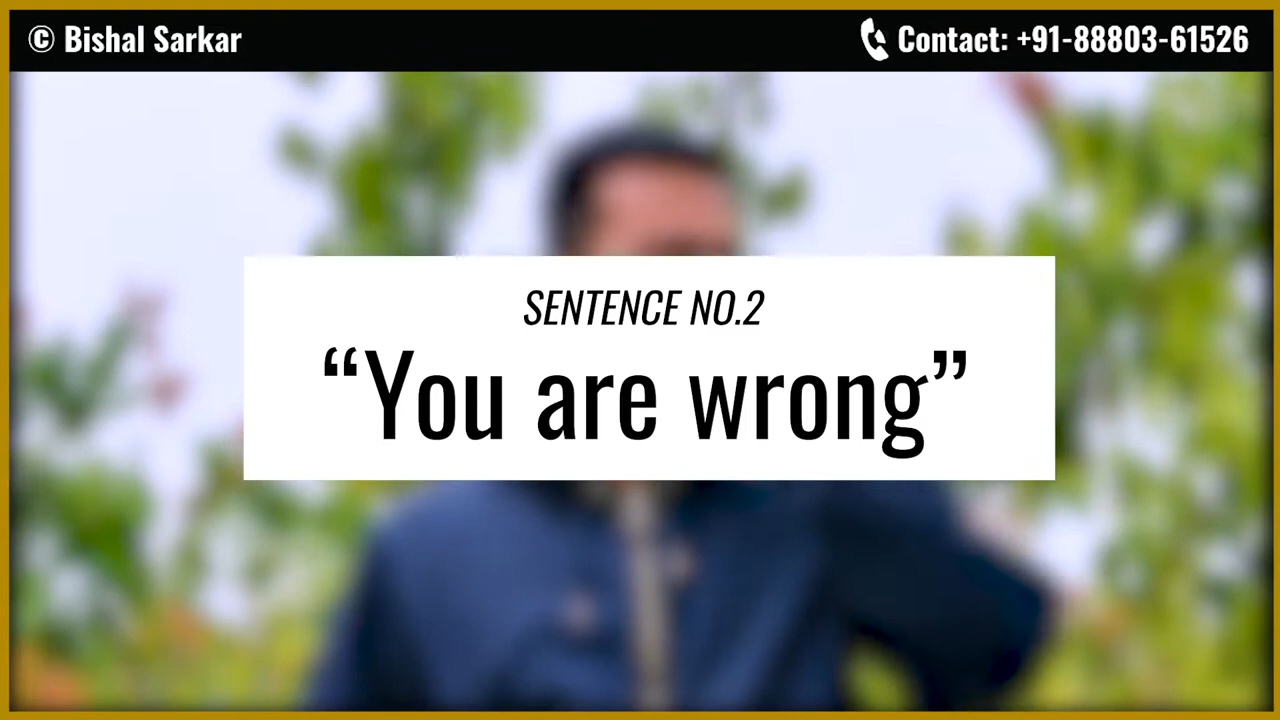 © Bishal Sarkar
Contact: +91-88803-61526
SENTENCE NO.2
“You are wrong”